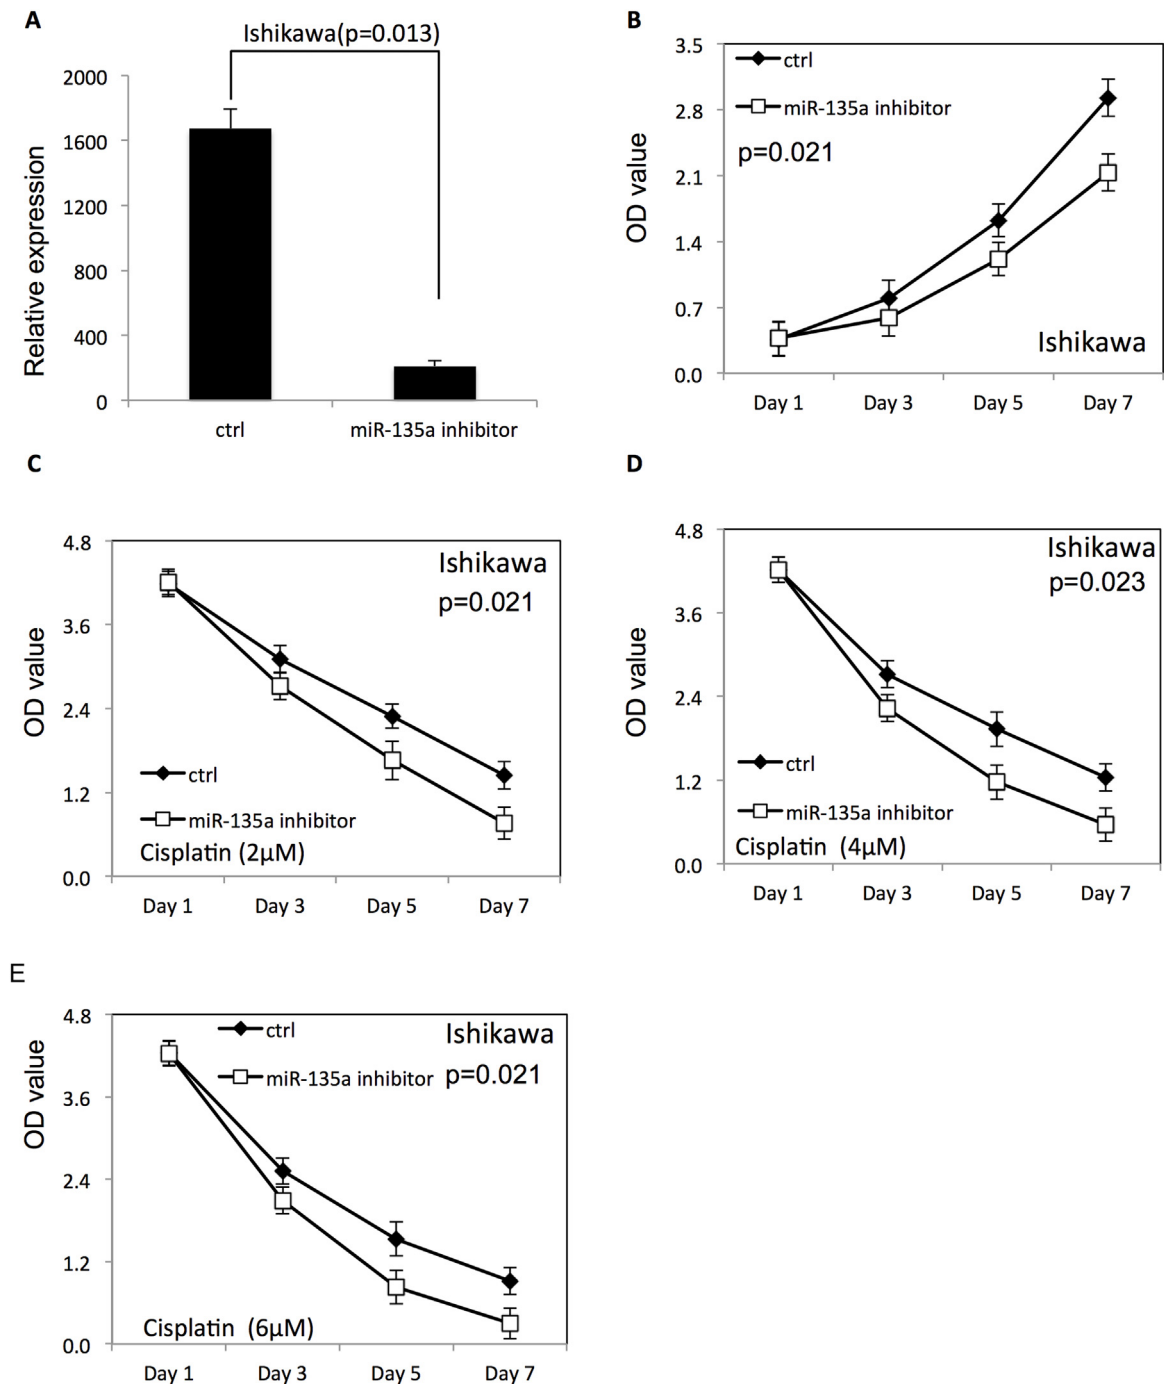 A
Ishikawa(p=0.013)
Relative expression
2000
1600
1200
800
400
0
ctrl
miR-135a inhibitor
B
OD value
3.5
2.8
2.1
1.4
0.7
0.0
ctrl
miR-135a inhibitor
p=0.021
Ishikawa
Day 1
Day 3
Day 5
Day 7
C
OD value
4.8
3.6
2.4
1.2
0.0
Ishikawa
p=0.021
ctrl
miR-135a inhibitor
Cisplatin (2μM)
Day 1
Day 3
Day 5
Day 7
D
OD value
4.8
3.6
2.4
1.2
0.0
Ishikawa
p=0.023
ctrl
miR-135a inhibitor
Cisplatin (4μM)
Day 1
Day 3
Day 5
Day 7
E
OD value
4.8
3.6
2.4
1.2
0.0
ctrl
miR-135a inhibitor
Ishikawa
p=0.021
Cisplatin (6μM)
Day 1
Day 3
Day 5
Day 7